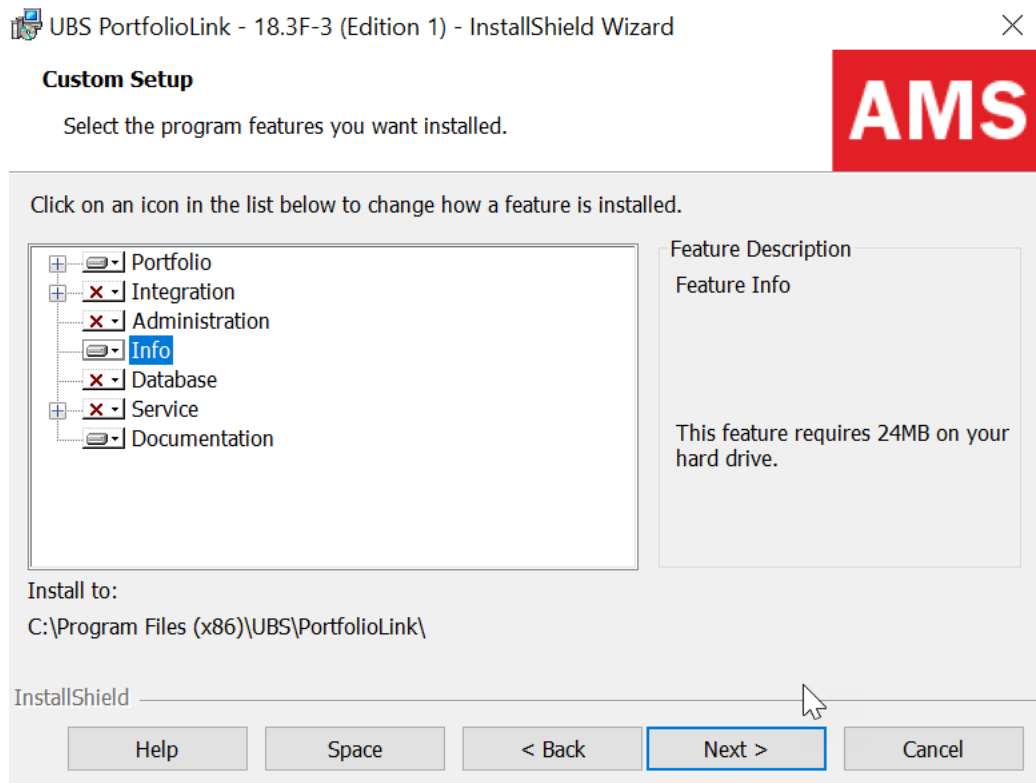 UBS PortfolioLink - 18.3F-3 (Edition 1) - InstallShield Wizard
Custom Setup
Select the program features you want installed.
AMS
Click on an icon in the list below to change how a feature is installed.
Portfolio
Integration
Administration
Info
Database
Service
Documentation
Feature Description
Feature Info
This feature requires 24MB on your
hard drive.
Install to:
C:\Program Files (x86)\UBS\PortfolioLink\
InstallShield
Help
Space
< Back
Next >
Cancel